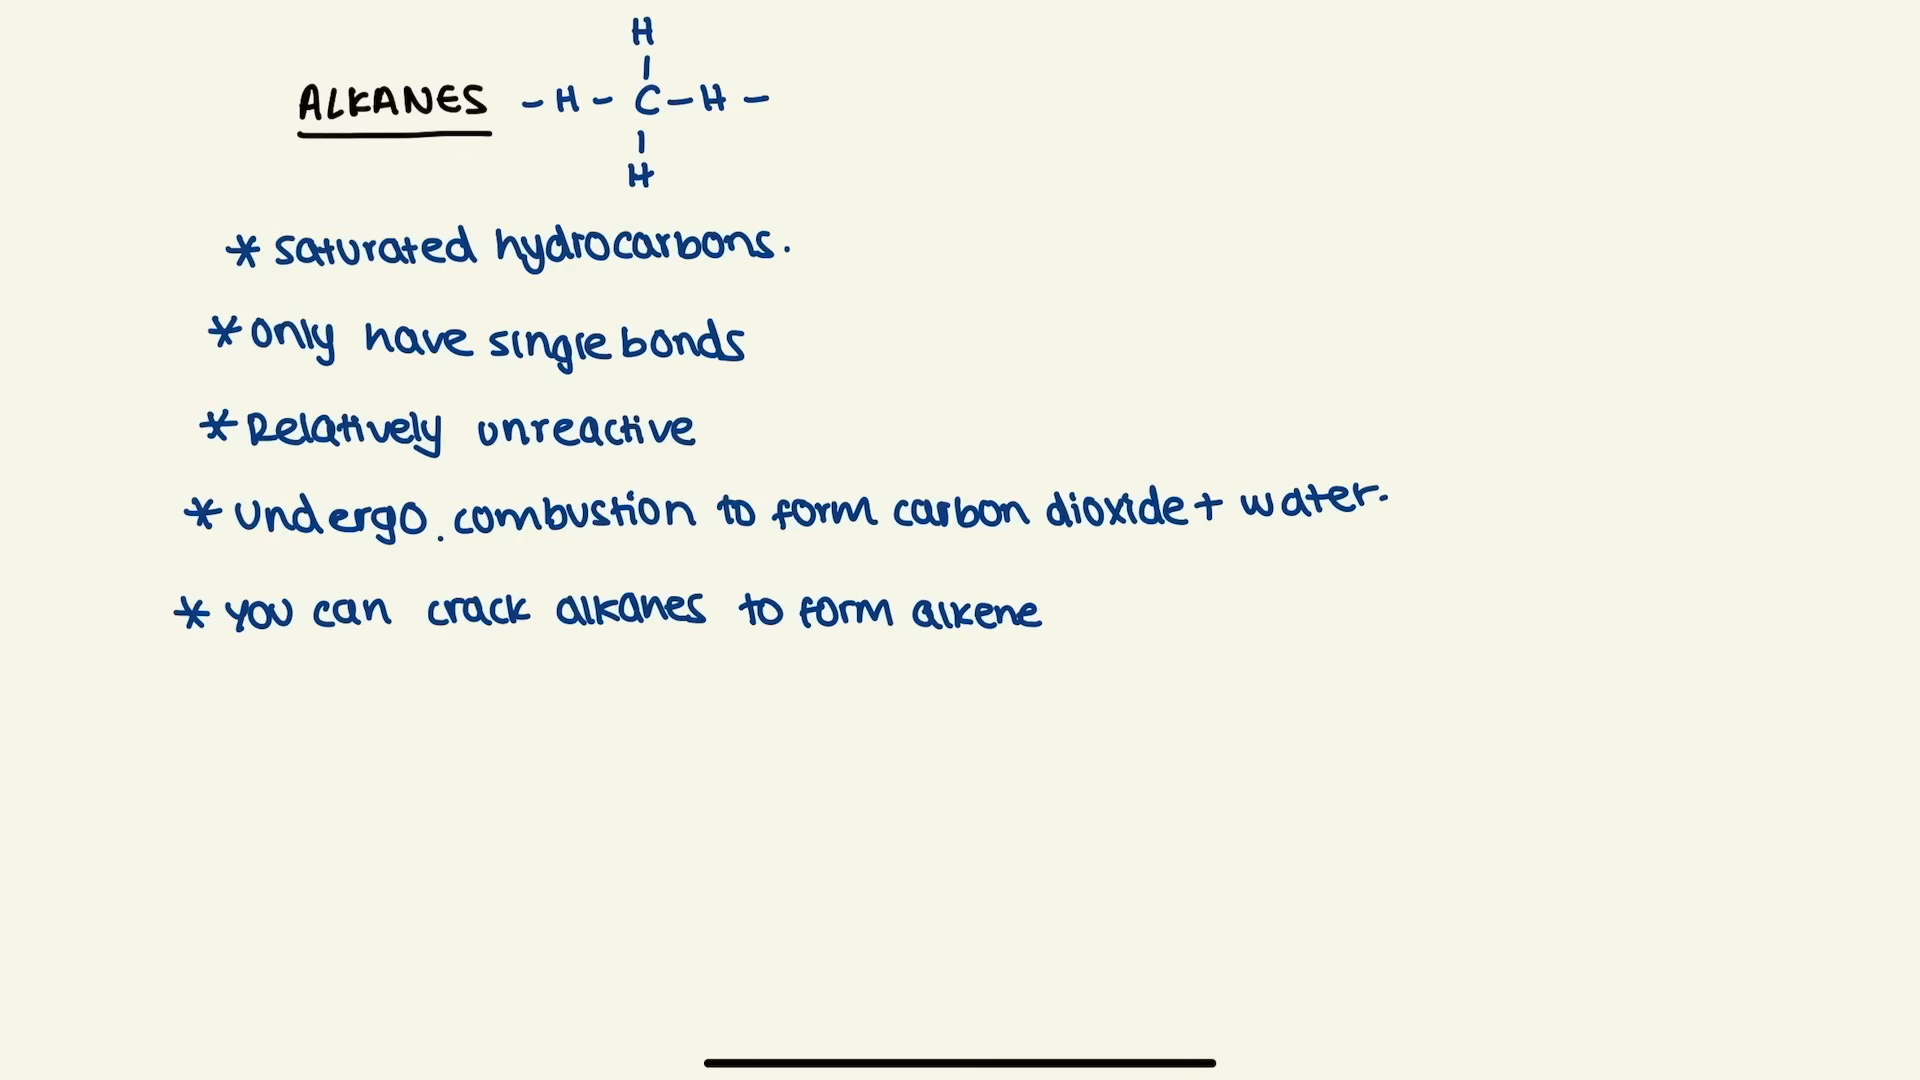 H
|
ALKANES - H - C - H -
|
H
* saturated hydrocarbons.
* only have single bonds
* Relatively unreactive
* undergo . combustion to form carbon dioxide + water.
* you can crack alkanes to form alkene